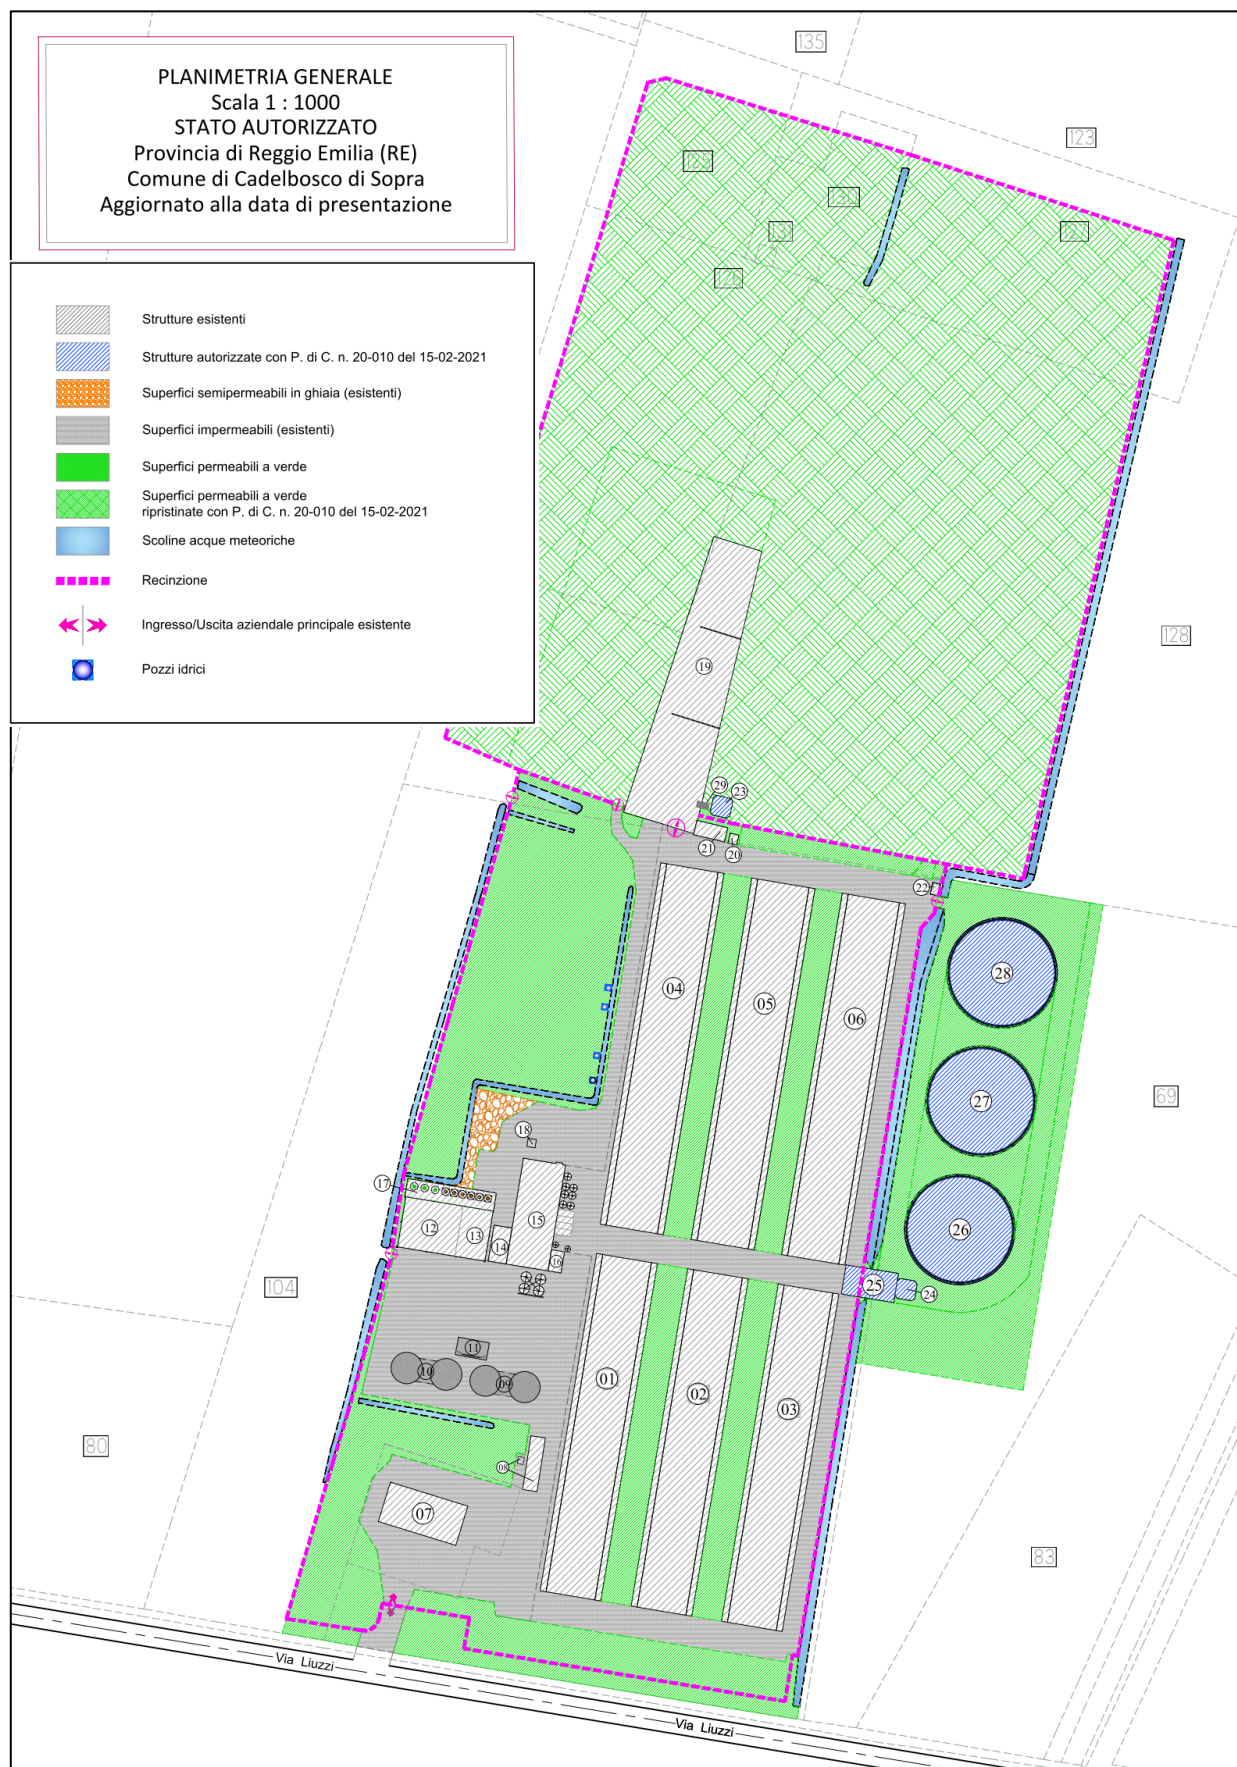 PLANIMETRIA GENERALE
Scala 1 : 1000
STATO AUTORIZZATO
Provincia di Reggio Emilia (RE)
Comune di Cadelbosco di Sopra
Aggiornato alla data di presentazione
Strutture esistenti
Strutture autorizzate con P. di C. n. 20-010 del 15-02-2021
Superfici semipermeabili in ghiaia (esistenti)
Superfici impermeabili (esistenti)
Superfici permeabili a verde
Superfici permeabili a verde
ripristinate con P. di C. n. 20-010 del 15-02-2021
Scoline acque meteoriche
Recinzione
Ingresso/Uscita aziendale principale esistente
Pozzi idrici
135
123
127
126
128
19
29
23
21
20
22
04
05
06
28
27
26
69
18
17
12
13
14
15
16
25
24
104
11
10
09
01
02
03
80
08
07
83
Via Liuzzi
Via Liuzzi